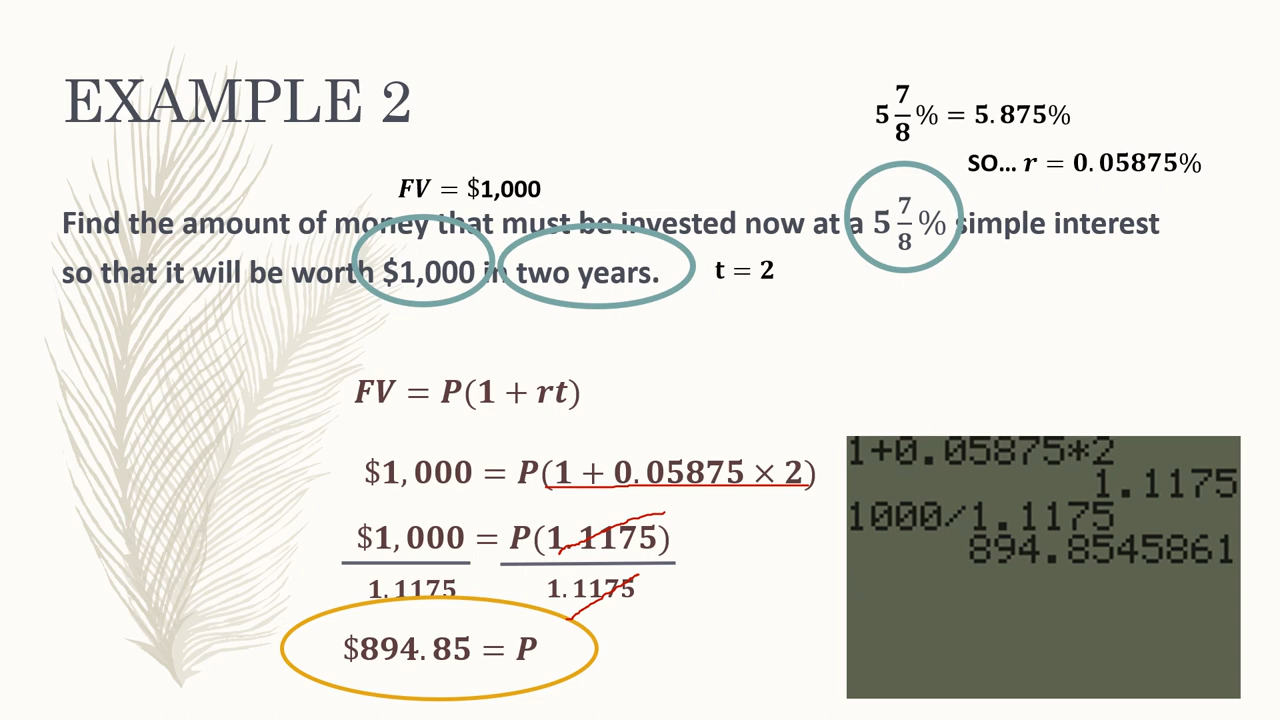 EXAMPLE 2
5 7/8 % = 5.875%
SO... r = 0.05875%
FV = $1,000
Find the amount of money that must be invested now at a 5 7/8 % simple interest
so that it will be worth $1,000 in two years.
t = 2
FV = P(1 + rt)
$1,000 = P(1 + 0.05875 × 2)
$1,000 = P(1.1175)
1.1175 1.1175
$894.85 = P
1+0.05875*2
1.1175
1000/1.1175
894.8545861